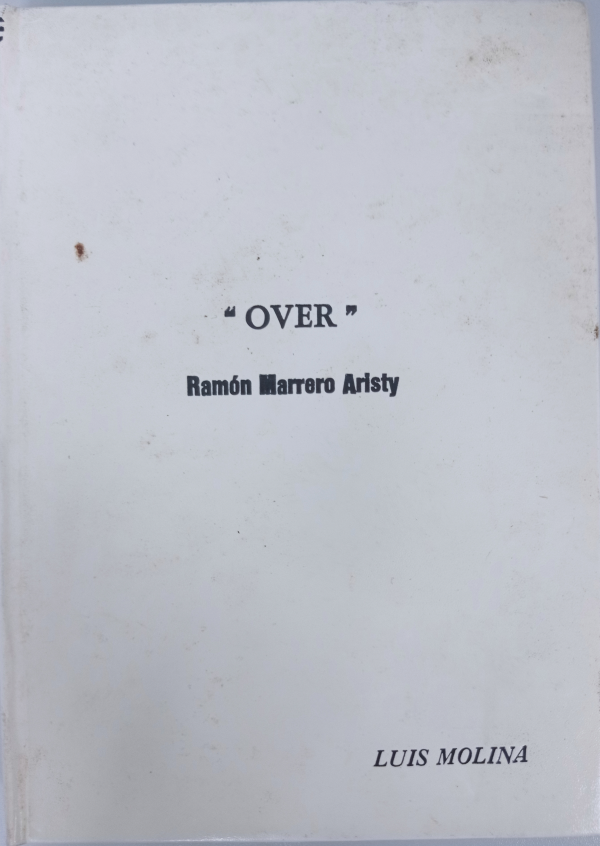 “ OVER ”
Ramón Marrero Aristy
LUIS MOLINA